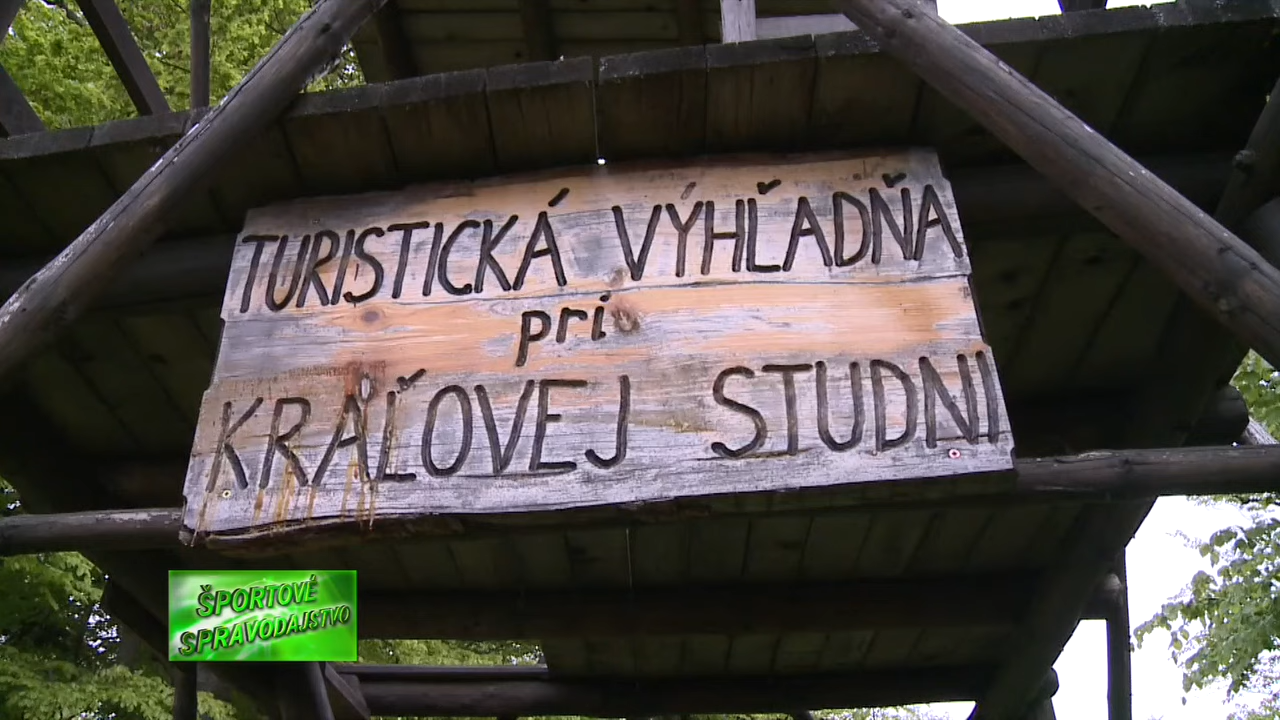 TURISTICKÁ VÝHĽADŇA
pri
KRÁĽOVEJ STUDNI
ŠPORTOVÉ
SPRAVODAJSTVO